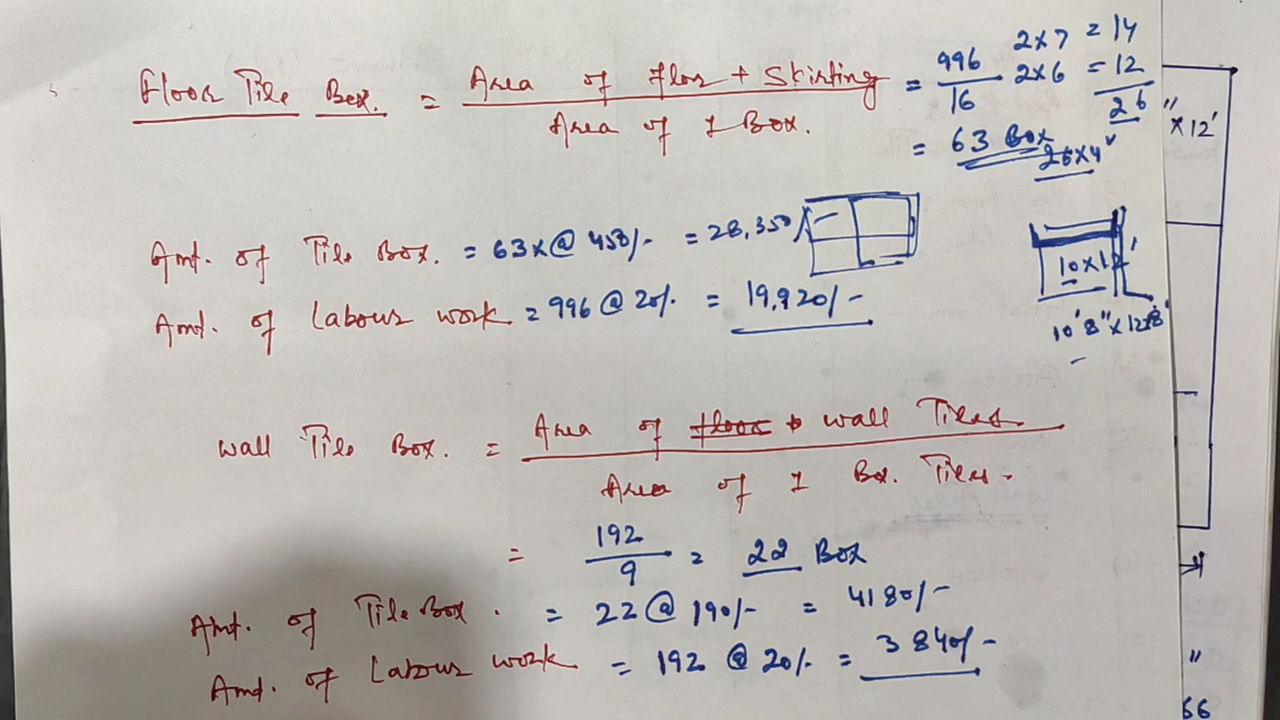 Floor Tile Box. = Area of Floor + Skirting / Area of 1 Box. = 996 / 16
2x7 = 14
2x6 = 12
26
= 63 Box
26x4"
" x12'
Amt. of Tile Box. = 63x@ 450/- = 28,350/-
10x12'
Amt. of Labour work = 996 @ 20/. = 19,920/-
10'8"x12'8"
Wall Tile Box. = Area of floor + wall Tiles / Area of 1 Box. Tiles.
= 192 / 9 = 22 Box
Amt. of Tile Box. = 22 @ 190/- = 4180/-
Amt. of Labour work = 192 @ 20/. = 3840/-
"
66